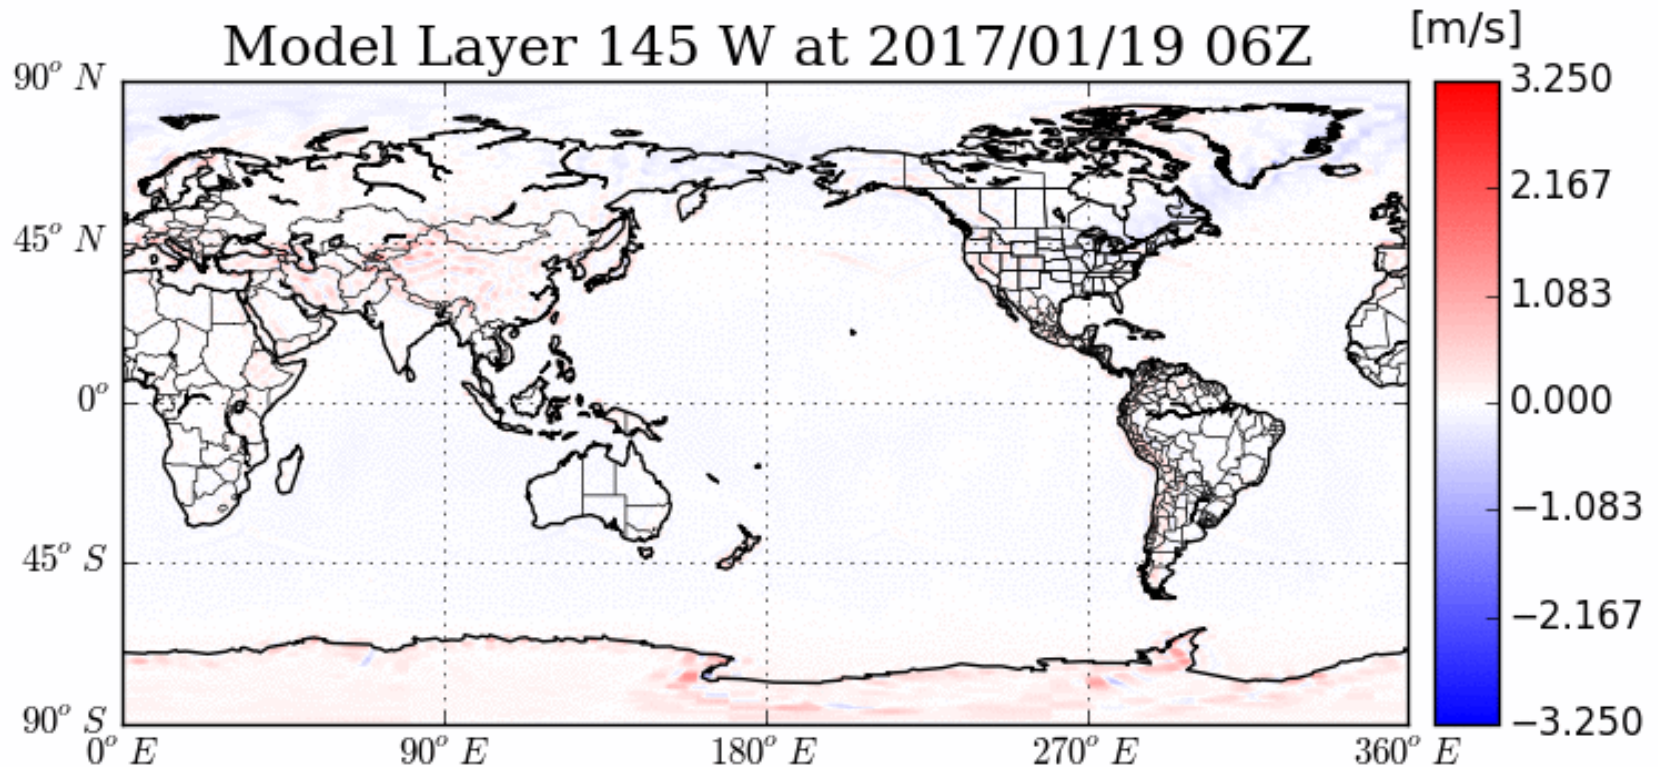 Model Layer 145 W at 2017/01/19 06Z
[m/s]
90° N
45° N
0°
45° S
90° S
0° E
90° E
180° E
270° E
360° E
3.250
2.167
1.083
0.000
−1.083
−2.167
−3.250